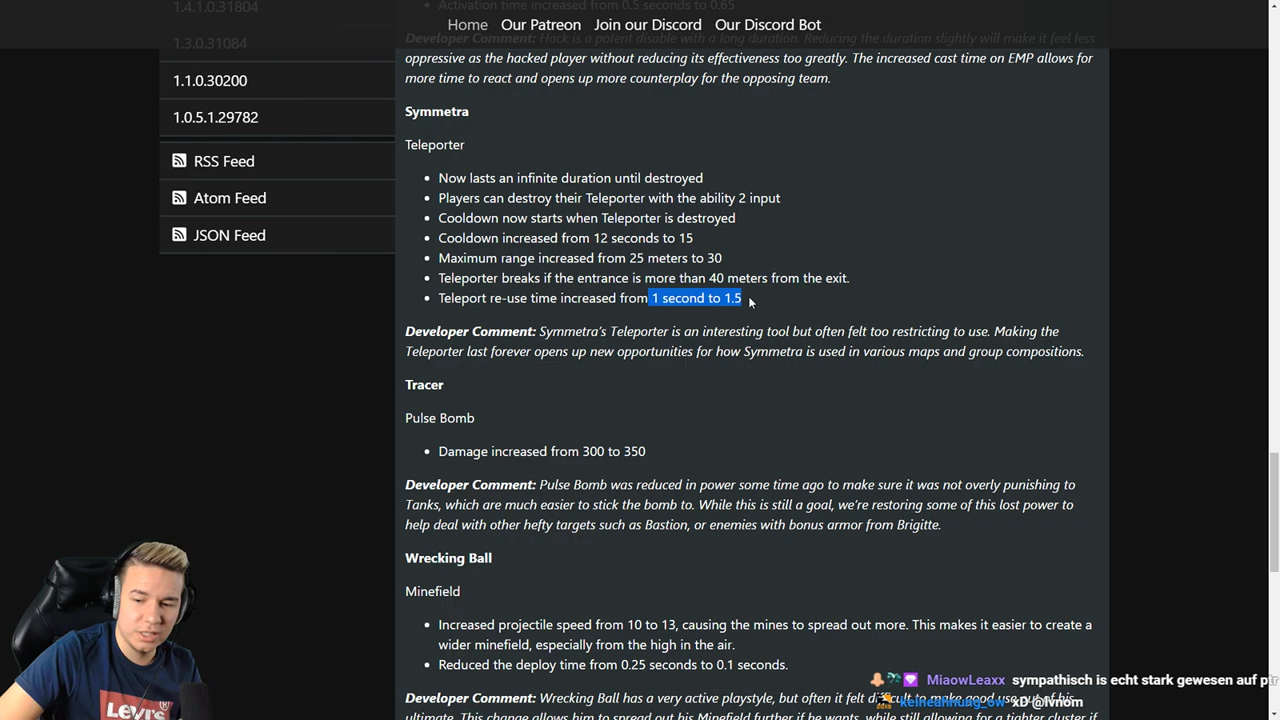 1.4.1.0.31804
Activation time increased from 0.5 seconds to 0.65
Home Our Patreon Join our Discord Our Discord Bot
1.3.0.31084
Developer Comment: Hack is a potent disable with a long duration. Reducing the duration slightly will make it feel less
oppressive as the hacked player without reducing its effectiveness too greatly. The increased cast time on EMP allows for
1.1.0.30200
more time to react and opens up more counterplay for the opposing team.
1.0.5.1.29782
Symmetra
Teleporter
RSS Feed
Now lasts an infinite duration until destroyed
Atom Feed
Players can destroy their Teleporter with the ability 2 input
Cooldown now starts when Teleporter is destroyed
JSON Feed
Cooldown increased from 12 seconds to 15
Maximum range increased from 25 meters to 30
Teleporter breaks if the entrance is more than 40 meters from the exit.
Teleport re-use time increased from 1 second to 1.5
Developer Comment: Symmetra's Teleporter is an interesting tool but often felt too restricting to use. Making the
Teleporter last forever opens up new opportunities for how Symmetra is used in various maps and group compositions.
Tracer
Pulse Bomb
Damage increased from 300 to 350
Developer Comment: Pulse Bomb was reduced in power some time ago to make sure it was not overly punishing to
Tanks, which are much easier to stick the bomb to. While this is still a goal, we're restoring some of this lost power to
help deal with other hefty targets such as Bastion, or enemies with bonus armor from Brigitte.
Wrecking Ball
Minefield
Increased projectile speed from 10 to 13, causing the mines to spread out more. This makes it easier to create a
wider minefield, especially from the high in the air.
Reduced the deploy time from 0.25 seconds to 0.1 seconds.
MiaowLeaxx sympathisch is echt stark gewesen auf ptr
Developer Comment: Wrecking Ball has a very active playstyle, but often it felt difficult to make good use of his
keineahnung_ow xD @IvnoM
ultimate. This change allows him to spread out his Minefield further if he wants, while still allowing for a tighter cluster if
LEVI'S